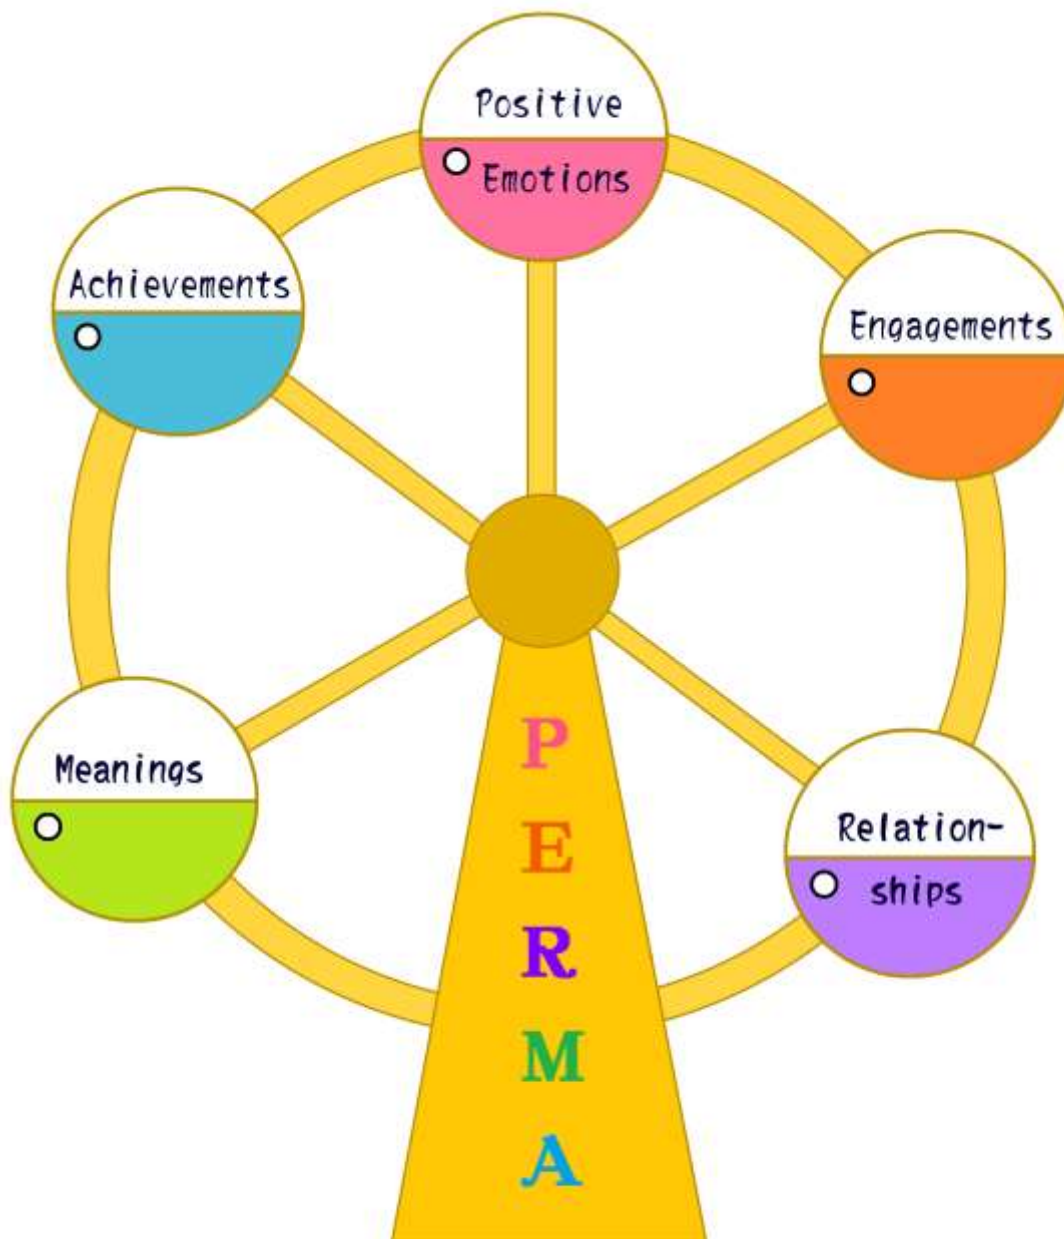 Positive
Emotions
Achievements
Engagements
Meanings
Relation-
ships
P
E
R
M
A